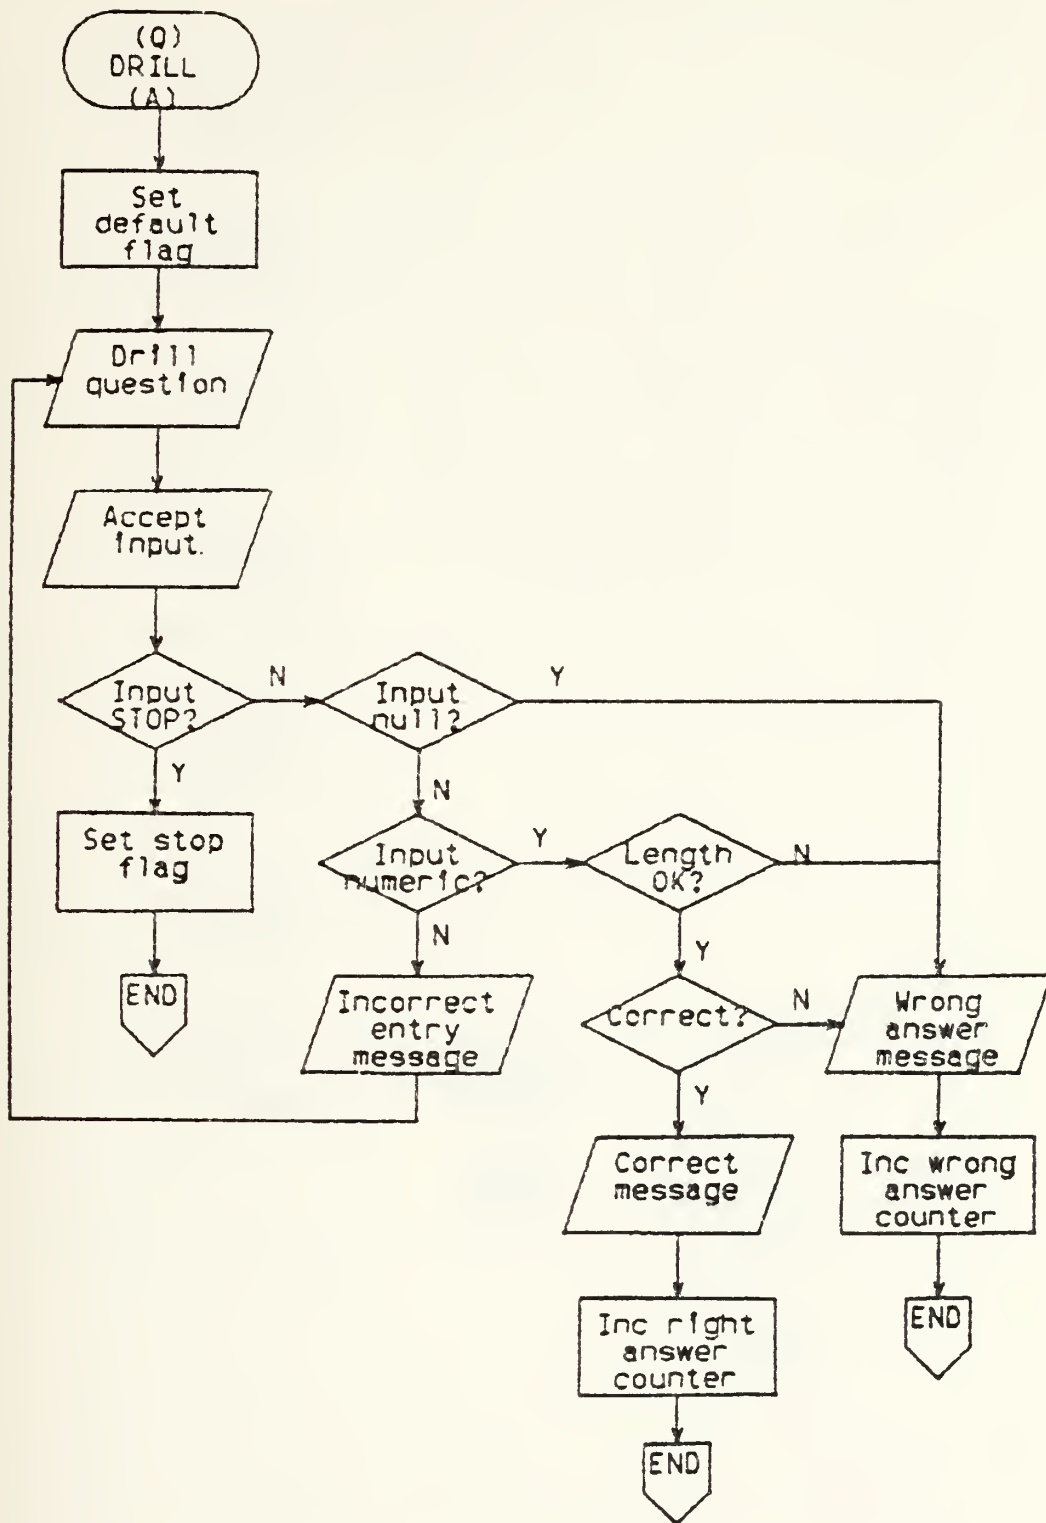 (Q)
DRILL
(A)
Set
default
flag
Drill
question
Accept
input.
Input
STOP?
N
Input
null?
Y
Y
N
Set stop
flag
Input
numeric?
Y
Length
OK?
N
N
Y
END
Incorrect
entry
message
Correct?
N
Wrong
answer
message
Y
Correct
message
Inc wrong
answer
counter
Inc right
answer
counter
END
END